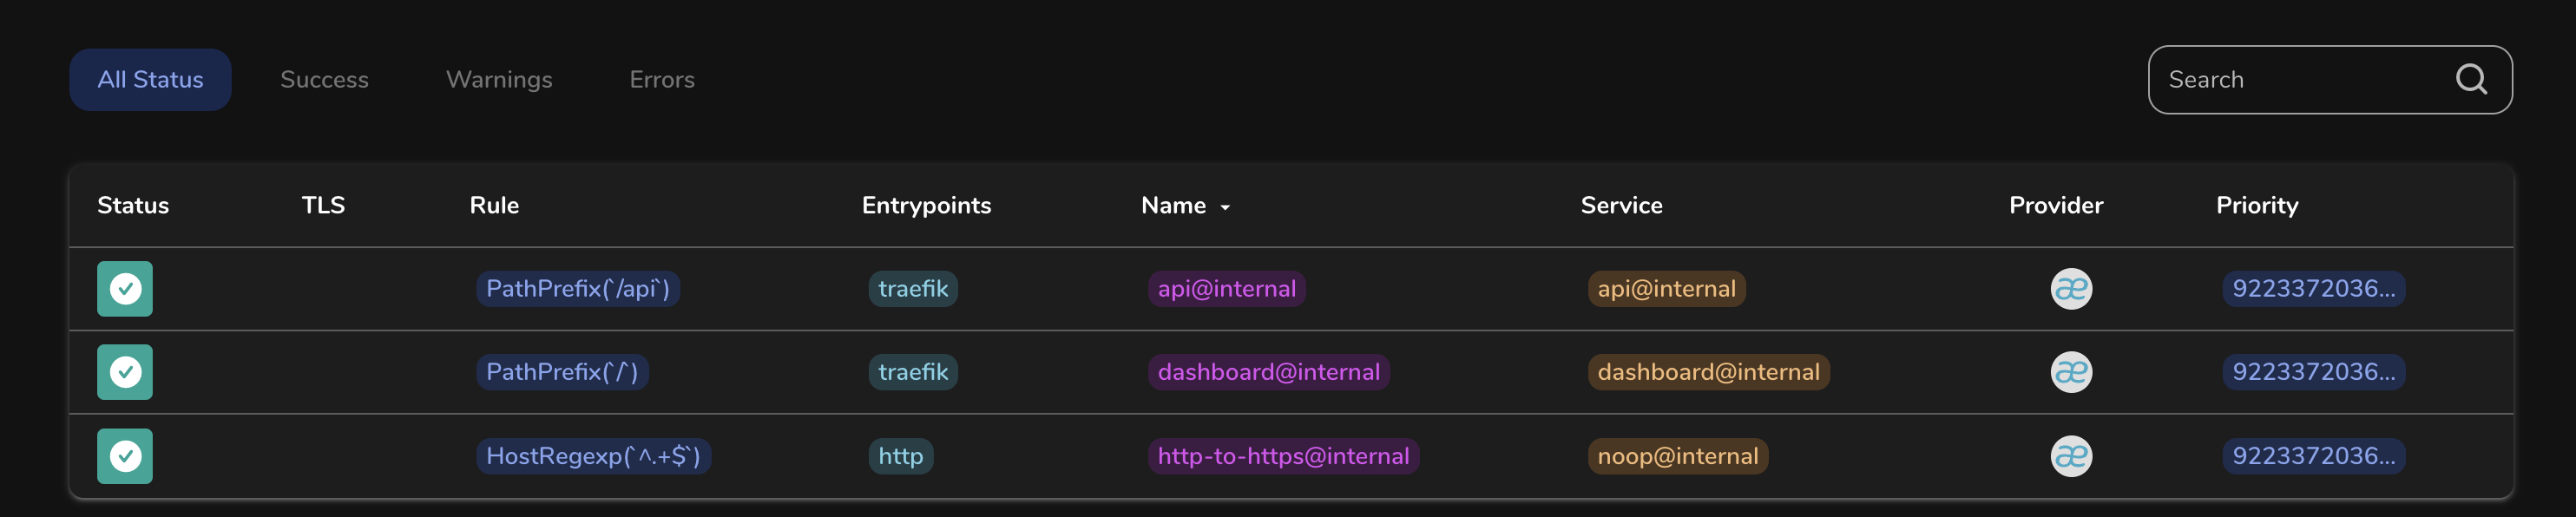 All Status Success Warnings Errors Search
Status TLS Rule Entrypoints Name Service Provider Priority
PathPrefix(`/api`) traefik api@internal api@internal æ 9223372036...
PathPrefix(`/`) traefik dashboard@internal dashboard@internal æ 9223372036...
HostRegexp(`^.+$`) http http-to-https@internal noop@internal æ 9223372036...